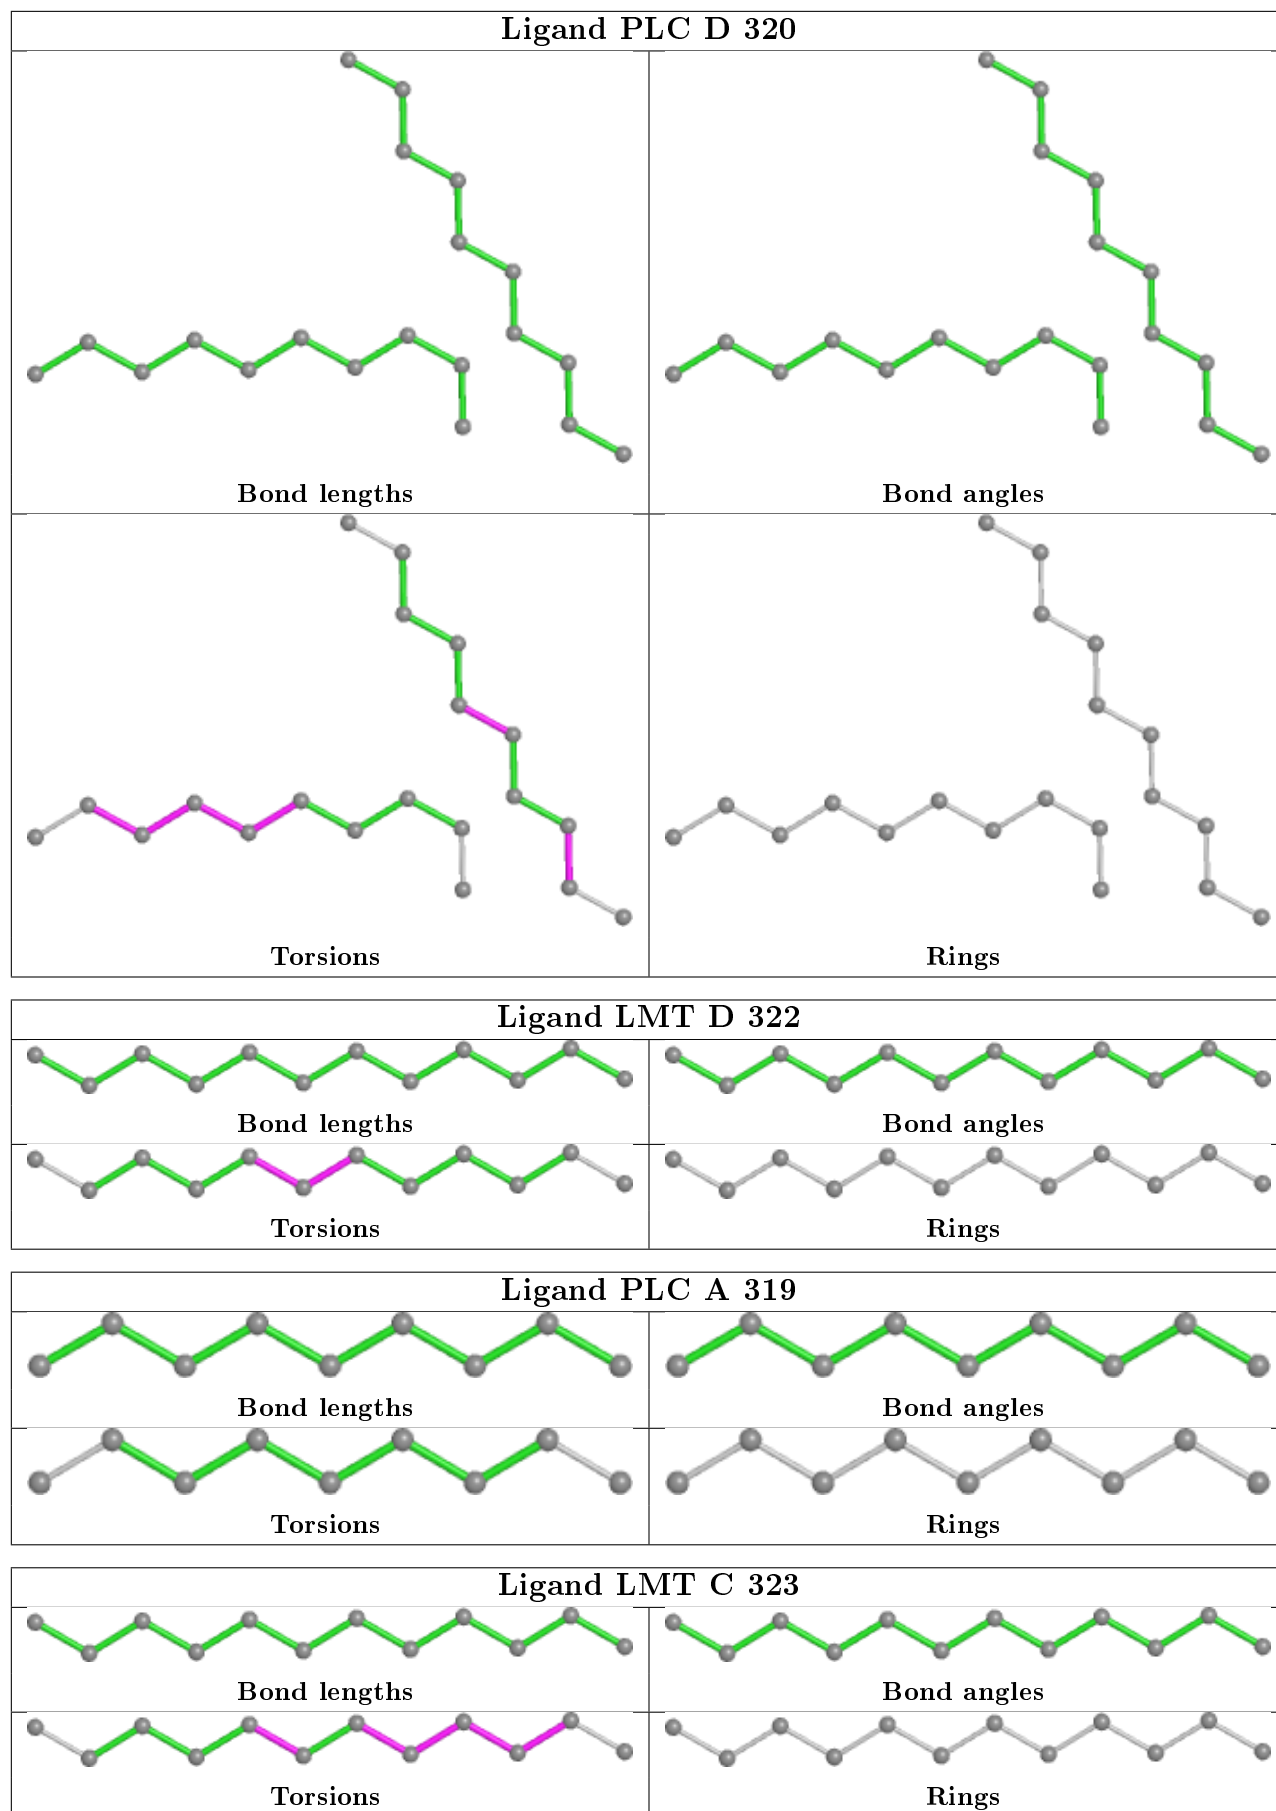 Ligand PLC D 320
Bond lengths
Bond angles
Torsions
Rings
Ligand LMT D 322
Bond lengths
Bond angles
Torsions
Rings
Ligand PLC A 319
Bond lengths
Bond angles
Torsions
Rings
Ligand LMT C 323
Bond lengths
Bond angles
Torsions
Rings